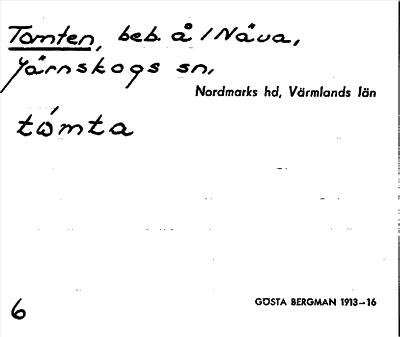 Tomten, beb. å 1 Näva,
Järnskogs sn,
Nordmarks hd, Värmlands län
tómta
6
GÖSTA BERGMAN 1913–16